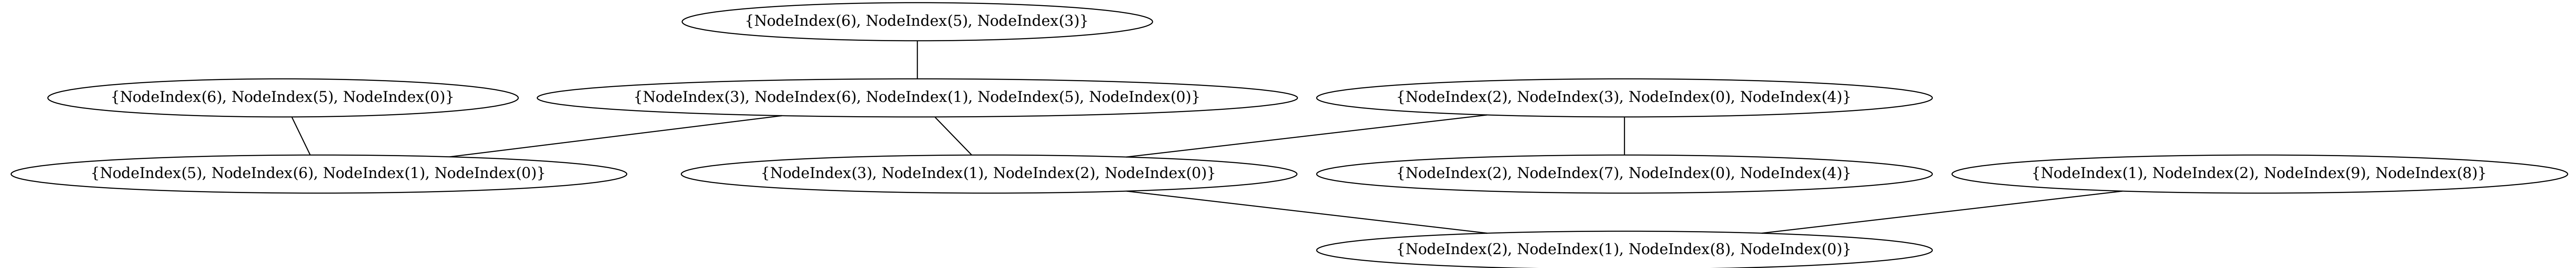 {NodeIndex(6), NodeIndex(5), NodeIndex(3)}
{NodeIndex(6), NodeIndex(5), NodeIndex(0)}
{NodeIndex(3), NodeIndex(6), NodeIndex(1), NodeIndex(5), NodeIndex(0)}
{NodeIndex(2), NodeIndex(3), NodeIndex(0), NodeIndex(4)}
{NodeIndex(5), NodeIndex(6), NodeIndex(1), NodeIndex(0)}
{NodeIndex(3), NodeIndex(1), NodeIndex(2), NodeIndex(0)}
{NodeIndex(2), NodeIndex(7), NodeIndex(0), NodeIndex(4)}
{NodeIndex(1), NodeIndex(2), NodeIndex(9), NodeIndex(8)}
{NodeIndex(2), NodeIndex(1), NodeIndex(8), NodeIndex(0)}